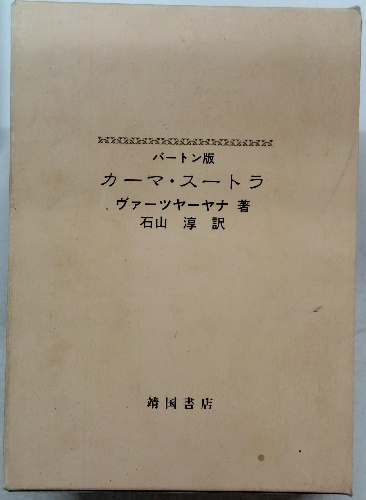 バートン版
カーマ・スートラ
ヴァーツヤーヤナ 著
石山 淳 訳
靖国書店